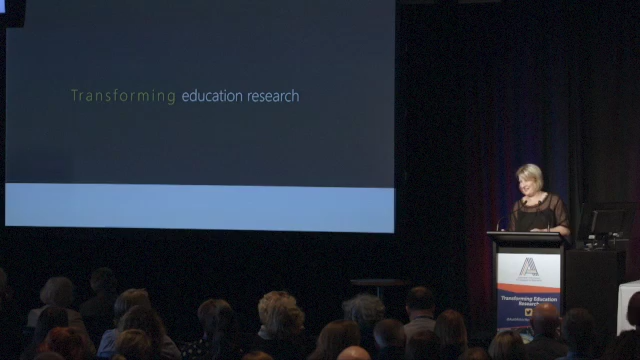 Transforming education research
Transforming Education
Research